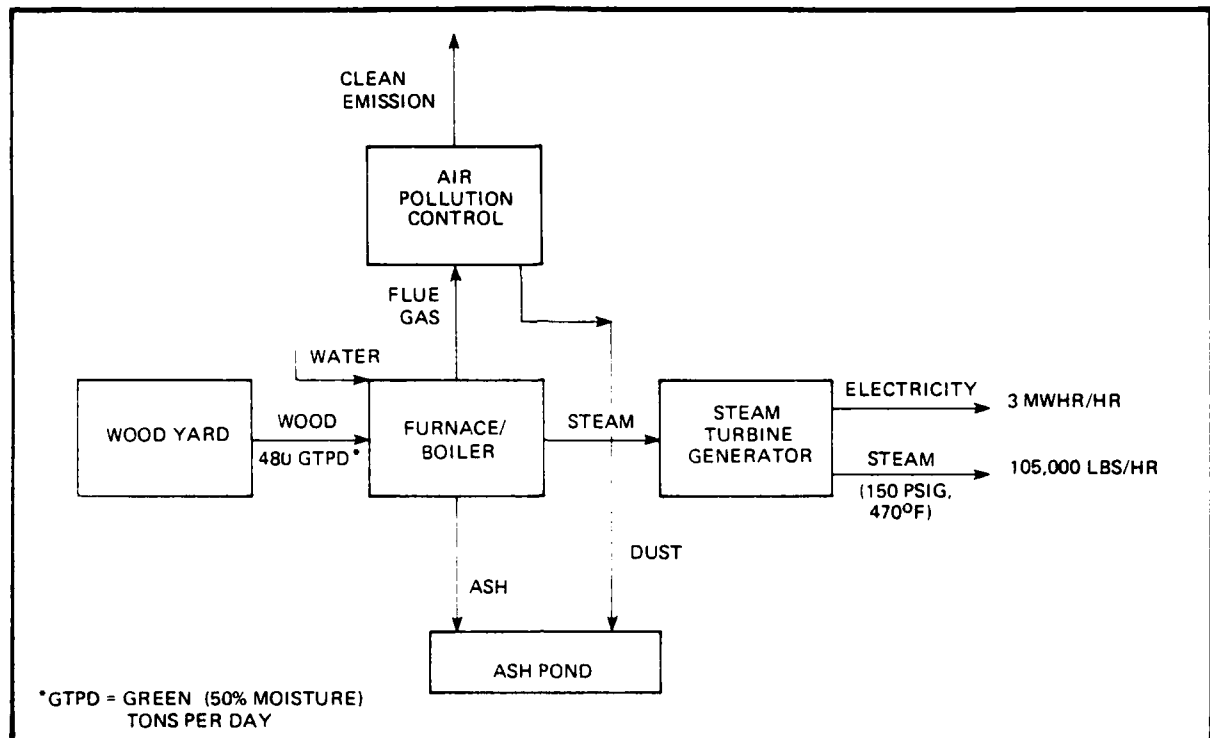 CLEAN
EMISSION
AIR
POLLUTION
CONTROL
FLUE
GAS
WATER
WOOD YARD
WOOD
480 GTPD*
FURNACE/
BOILER
STEAM
STEAM
TURBINE
GENERATOR
ELECTRICITY
3 MWHR/HR
STEAM
(150 PSIG,
470°F)
105,000 LBS/HR
DUST
ASH
ASH POND
*GTPD = GREEN (50% MOISTURE)
TONS PER DAY